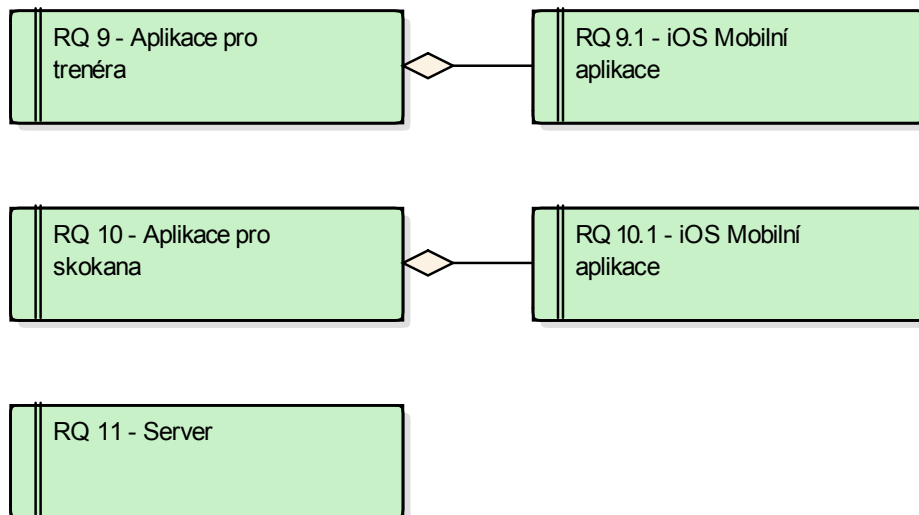 RQ 9 - Aplikace pro
trenéra
RQ 9.1 - iOS Mobilní
aplikace
RQ 10 - Aplikace pro
skokana
RQ 10.1 - iOS Mobilní
aplikace
RQ 11 - Server